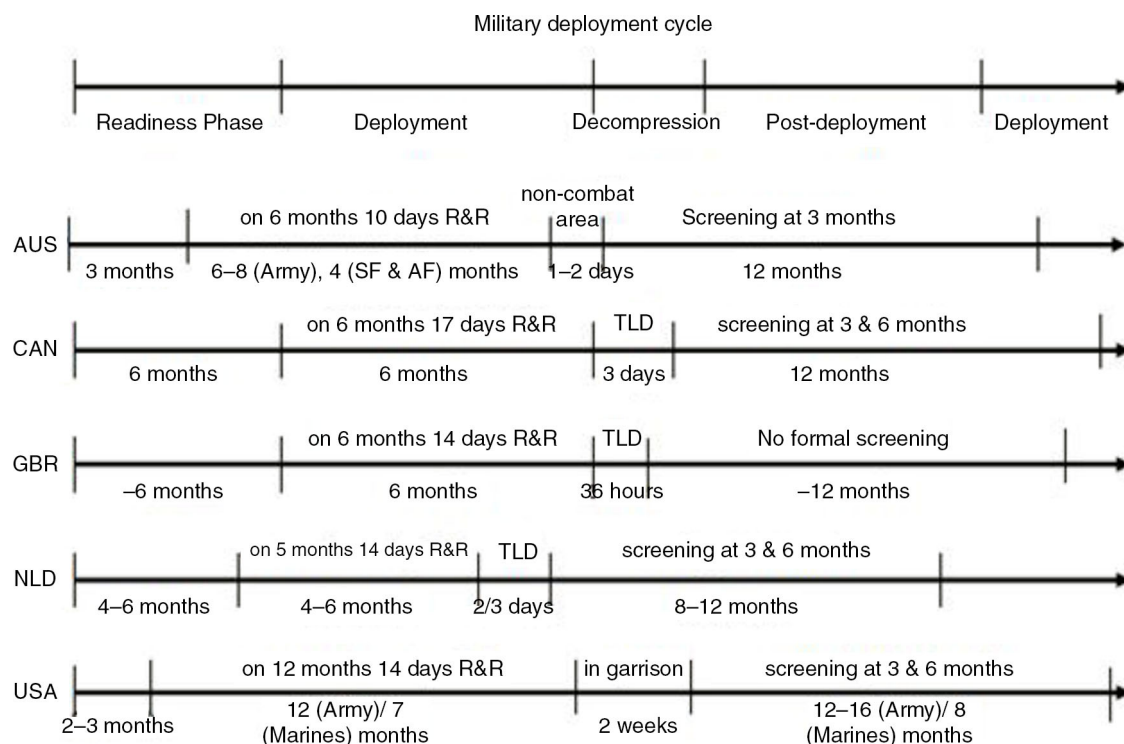 Military deployment cycle
Readiness Phase Deployment Decompression Post-deployment Deployment
non-combat
on 6 months 10 days R&R area Screening at 3 months
AUS
3 months 6–8 (Army), 4 (SF & AF) months 1–2 days 12 months
on 6 months 17 days R&R TLD screening at 3 & 6 months
CAN
6 months 6 months 3 days 12 months
on 6 months 14 days R&R TLD No formal screening
GBR
–6 months 6 months 36 hours –12 months
on 5 months 14 days R&R TLD screening at 3 & 6 months
NLD
4–6 months 4–6 months 2/3 days 8–12 months
on 12 months 14 days R&R in garrison screening at 3 & 6 months
USA
2–3 months 12 (Army)/ 7 2 weeks 12–16 (Army)/ 8
(Marines) months (Marines) months